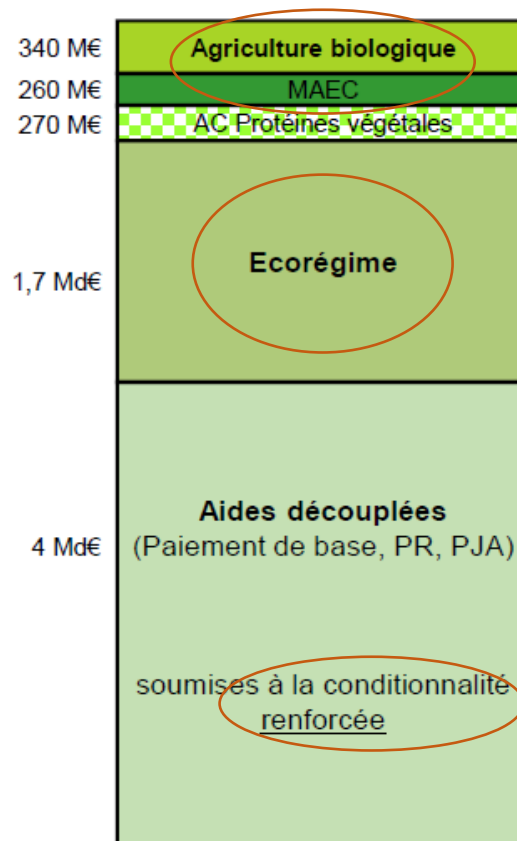 340 M€ Agriculture biologique
260 M€ MAEC
270 M€ AC Protéines végétales
1,7 Md€ Ecorégime
Aides découplées
4 Md€ (Paiement de base, PR, PJA)
soumises à la conditionnalité
renforcée